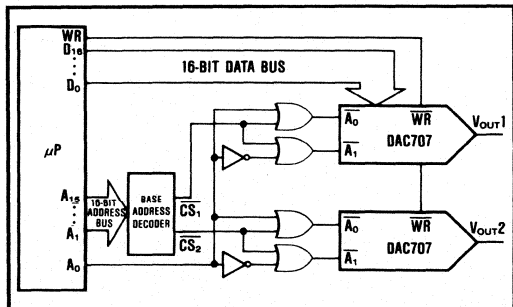 WR
D16
D0
16-BIT DATA BUS
μP
A0
WR
A1
DAC707
VOUT1
A15
16-BIT
ADDRESS
BUS
A1
BASE
ADDRESS
DECODER
CS1
CS2
A0
A0
WR
A1
DAC707
VOUT2